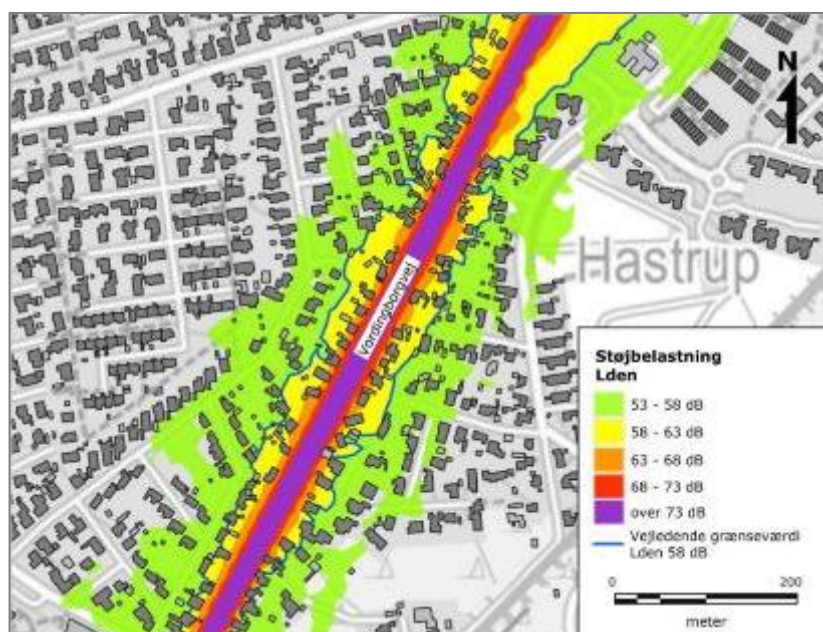 N
Hastrup
Vordingborgvej
Støjbelastning
Lden
53 - 58 dB
58 - 63 dB
63 - 68 dB
68 - 73 dB
over 73 dB
Vejledende grænseværdi
Lden 58 dB
0 200
meter